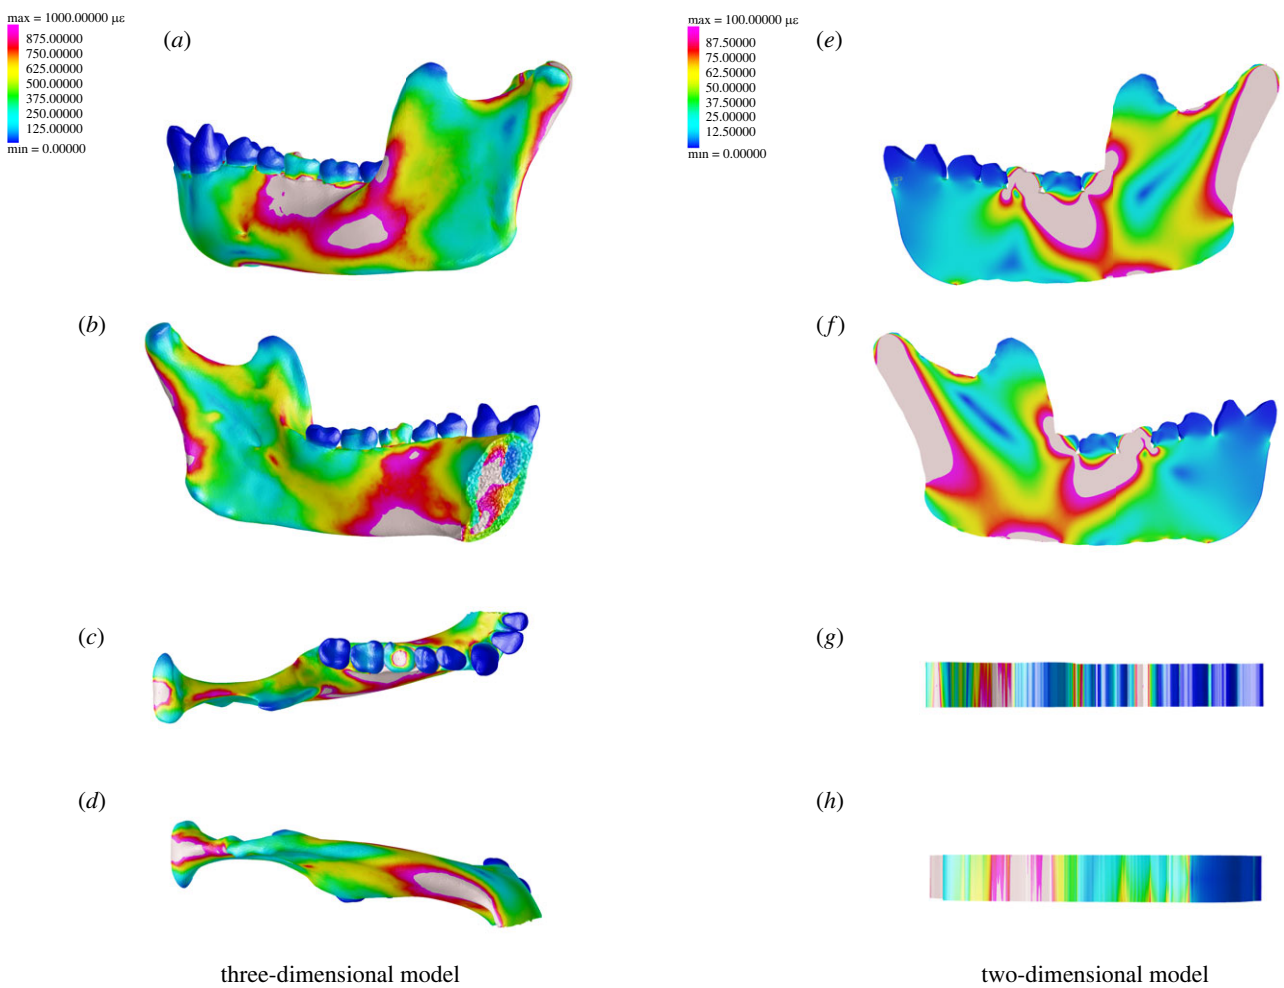 max = 1000.00000 με
875.00000
750.00000
625.00000
500.00000
375.00000
250.00000
125.00000
min = 0.00000
(a)
max = 100.00000 με
87.50000
75.00000
62.50000
50.00000
37.50000
25.00000
12.50000
min = 0.00000
(e)
(b)
(f)
(c)
(g)
(d)
(h)
three-dimensional model
two-dimensional model